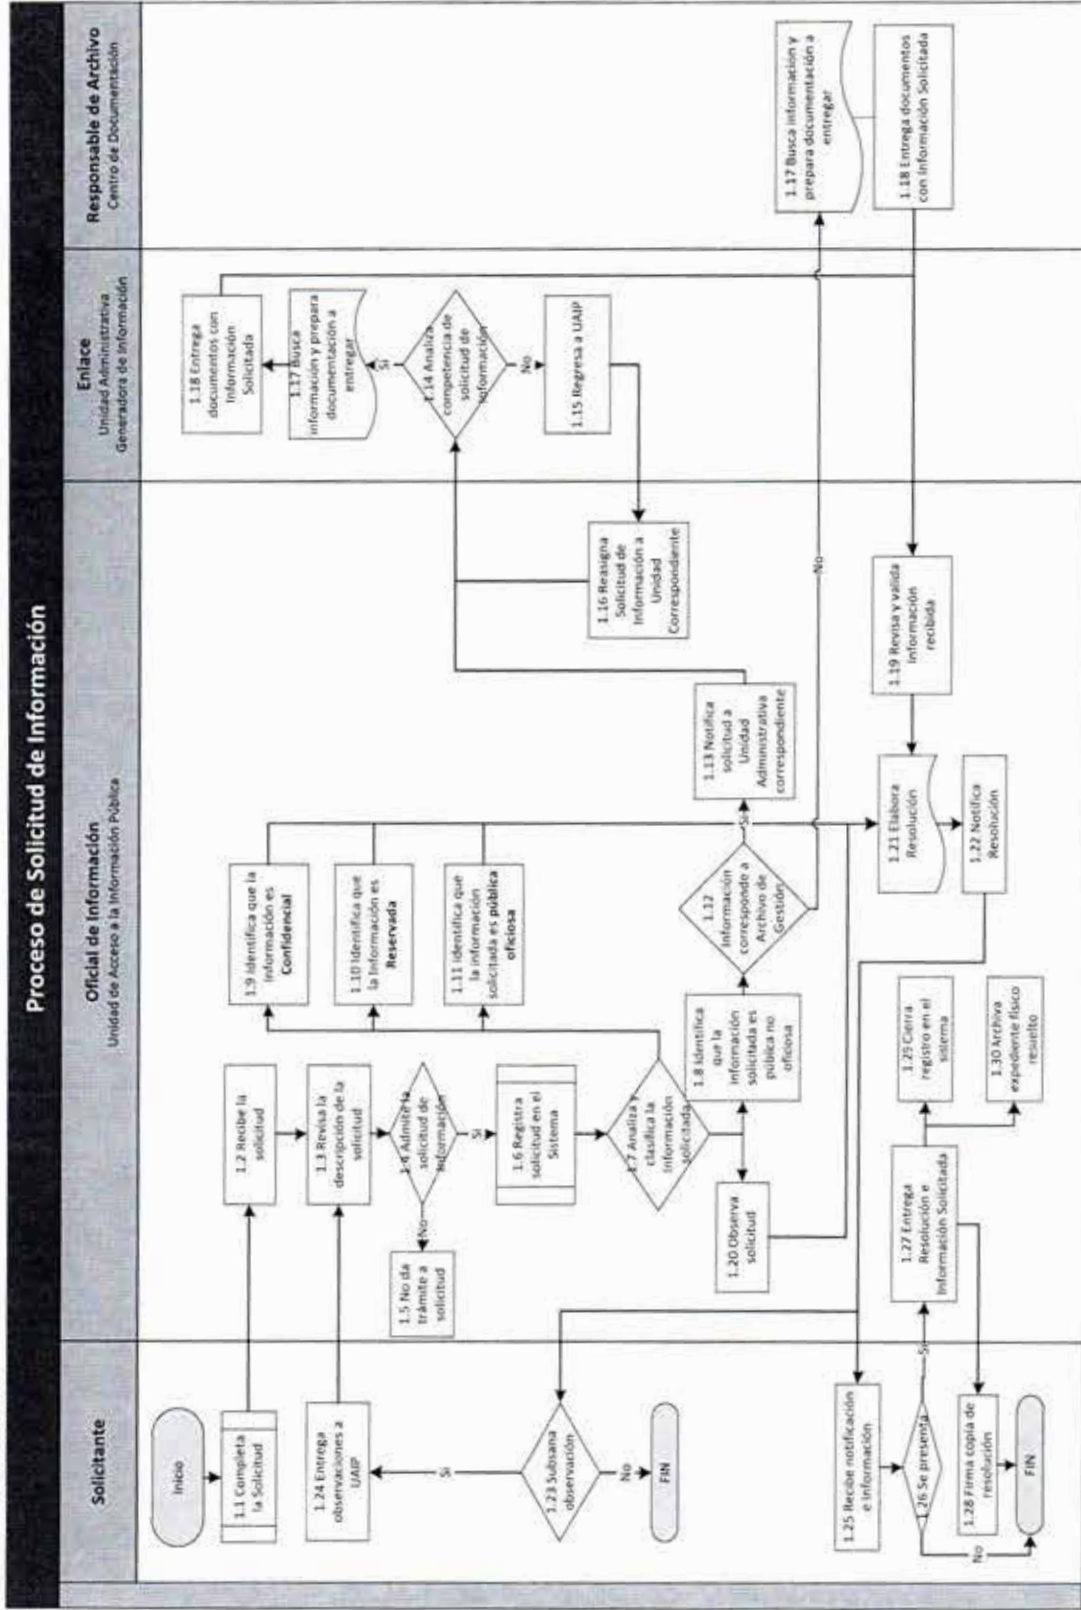 Proceso de Solicitud de Información
Solicitante
Oficial de Información
Unidad de Acceso a la Información Pública
Enlace
Unidad Administrativa
Generadora de Información
Responsable de Archivo
Centro de Documentación
Inicio
1.1 Completa
la Solicitud
1.2 Recibe la
solicitud
1.24 Entrega
observaciones a
UAIP
1.3 Revisa la
descripción de la
solicitud
1.4 Admite la
solicitud de
Información
No
1.5 No da
trámite a
solicitud
Si
1.6 Registra
solicitud en el
Sistema
1.7 Analiza y
clasifica la
información
solicitada
1.9 Identifica que la
Información es
Confidencial
1.10 Identifica que
la Información es
Reservada
1.11 Identifica que
la información
solicitada es pública
oficiosa
1.8 Identifica
que la
información
solicitada es
pública no
oficiosa
1.20 Observa
solicitud
1.12
Información
corresponde a
Archivo de
Gestión
Si
No
1.13 Notifica
solicitud a
Unidad
Administrativa
correspondiente
1.14 Analiza
competencia de
solicitud de
Información
Si
1.17 Busca
información y prepara
documentación a
entregar
1.18 Entrega
documentos con
Información
Solicitada
No
1.15 Regresa a UAIP
1.16 Reasigna
Solicitud de
Información a
Unidad
Correspondiente
1.17 Busca información y
prepara documentación a
entregar
1.18 Entrega documentos
con Información Solicitada
1.19 Revisa y valida
Información
recibida
1.21 Elabora
Resolución
1.22 Notifica
Resolución
1.23 Subsana
observación
Si
No
FIN
1.25 Recibe notificación
e Información
1.26 Se presenta
Si
No
1.27 Entrega
Resolución e
Información Solicitada
1.25 Cierra
registro en el
sistema
1.30 Archiva
expediente físico
resuelto
1.28 Firma copia de
resolución
FIN